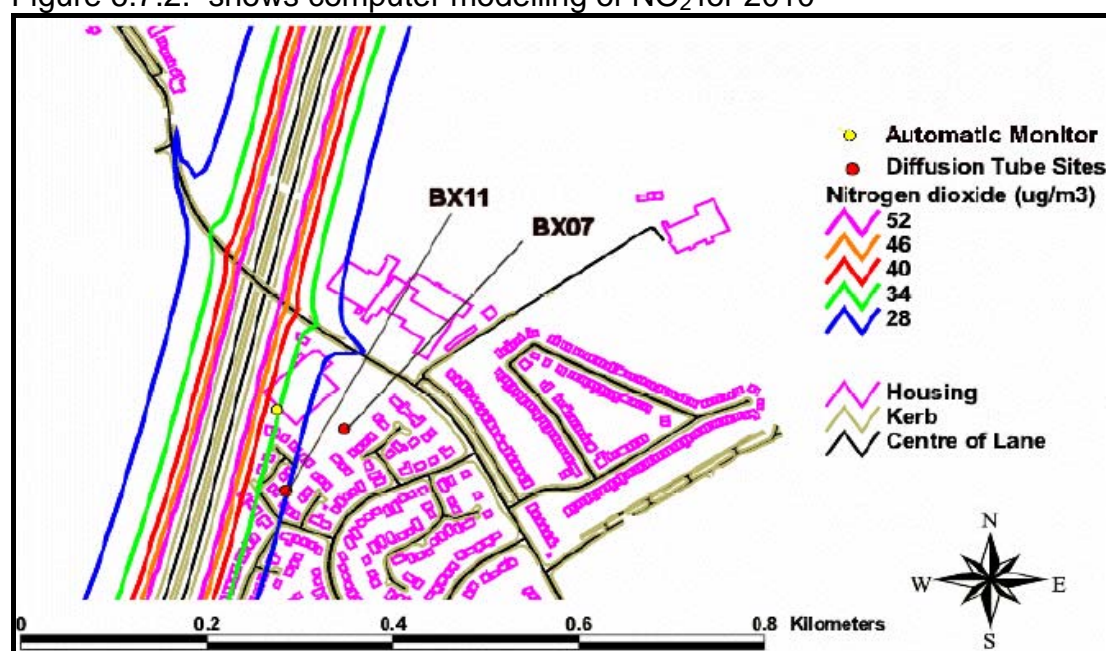 Figure 6.7.2. shows computer modelling of NO2 for 2010
BX11
BX07
Automatic Monitor
Diffusion Tube Sites
Nitrogen dioxide (ug/m3)
52
46
40
34
28
Housing
Kerb
Centre of Lane
N
W E
S
0 0.2 0.4 0.6 0.8 Kilometers